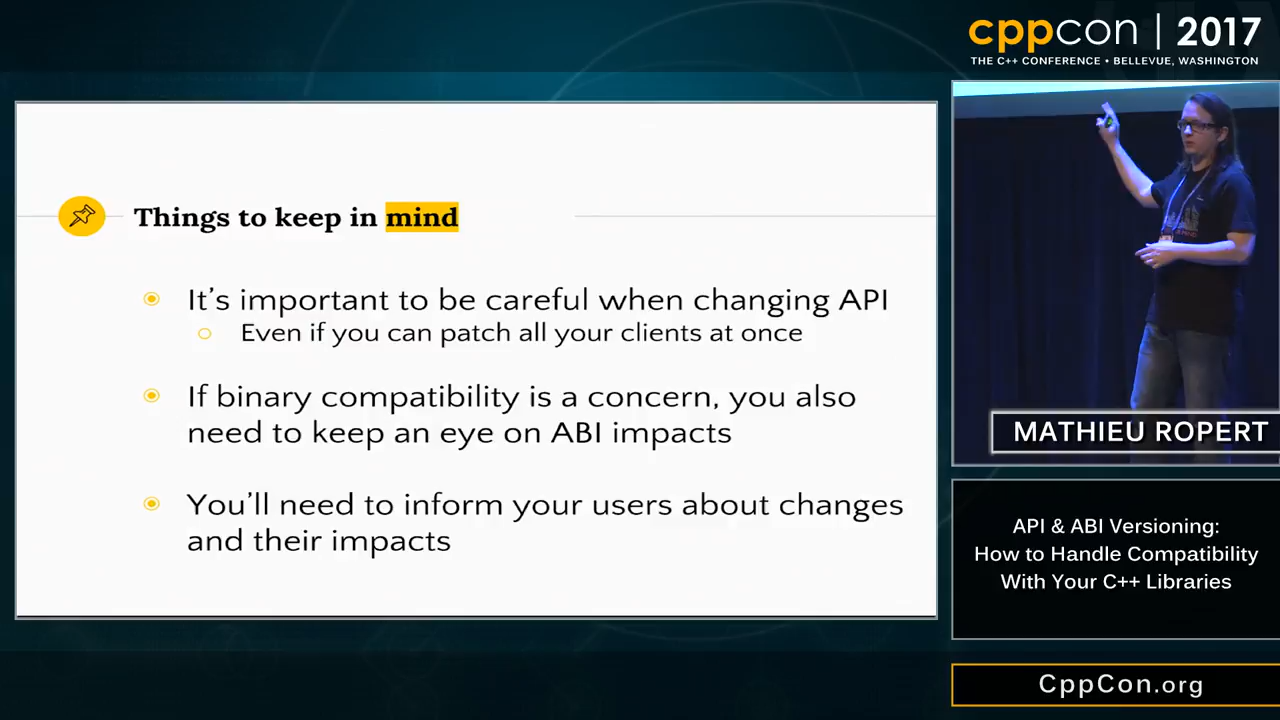 cppcon | 2017
THE C++ CONFERENCE • BELLEVUE, WASHINGTON
Things to keep in mind
It's important to be careful when changing API
Even if you can patch all your clients at once
If binary compatibility is a concern, you also
need to keep an eye on ABI impacts
You'll need to inform your users about changes
and their impacts
MATHIEU ROPERT
API & ABI Versioning:
How to Handle Compatibility
With Your C++ Libraries
CppCon.org